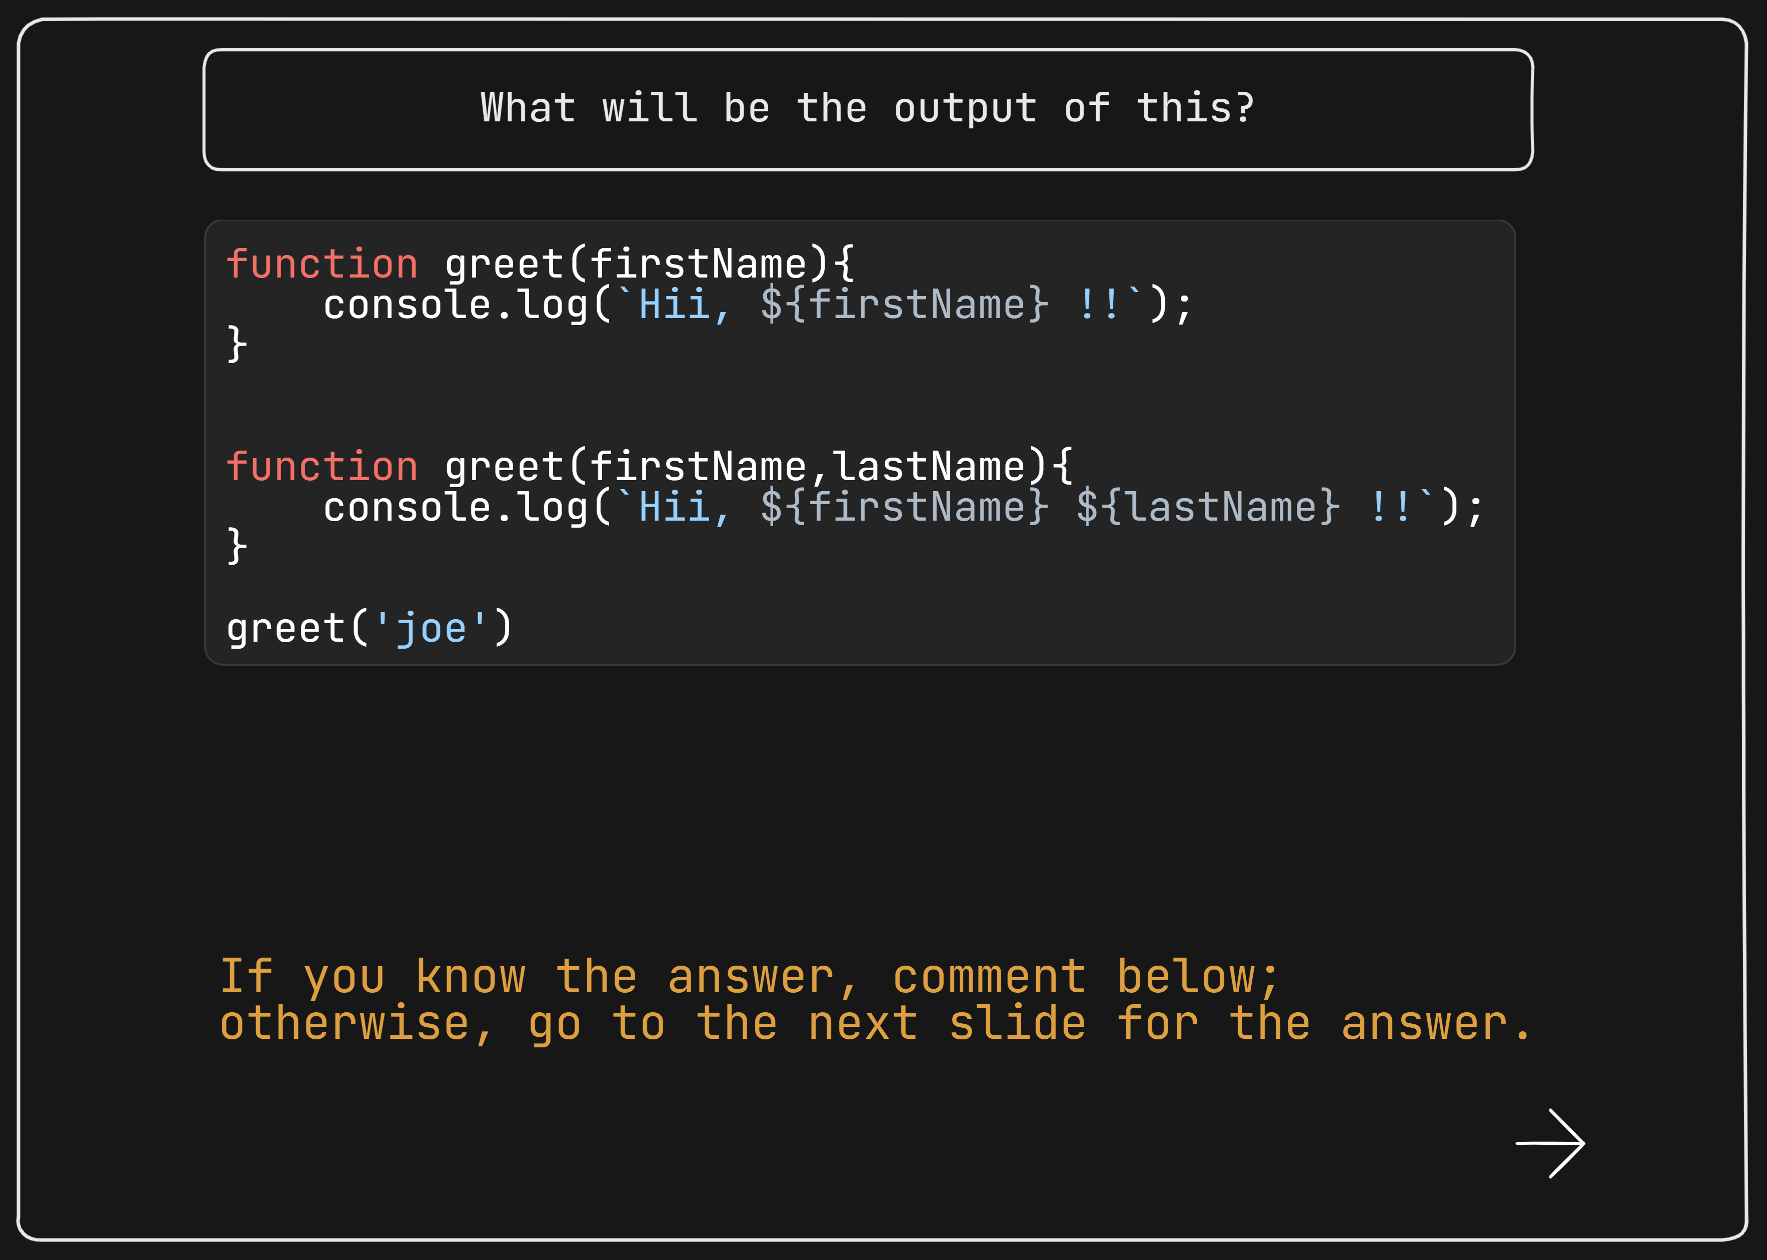 What will be the output of this?
function greet(firstName){
    console.log(`Hii, ${firstName} !!`);
}
function greet(firstName,lastName){
    console.log(`Hii, ${firstName} ${lastName} !!`);
}
greet('joe')
If you know the answer, comment below;
otherwise, go to the next slide for the answer.